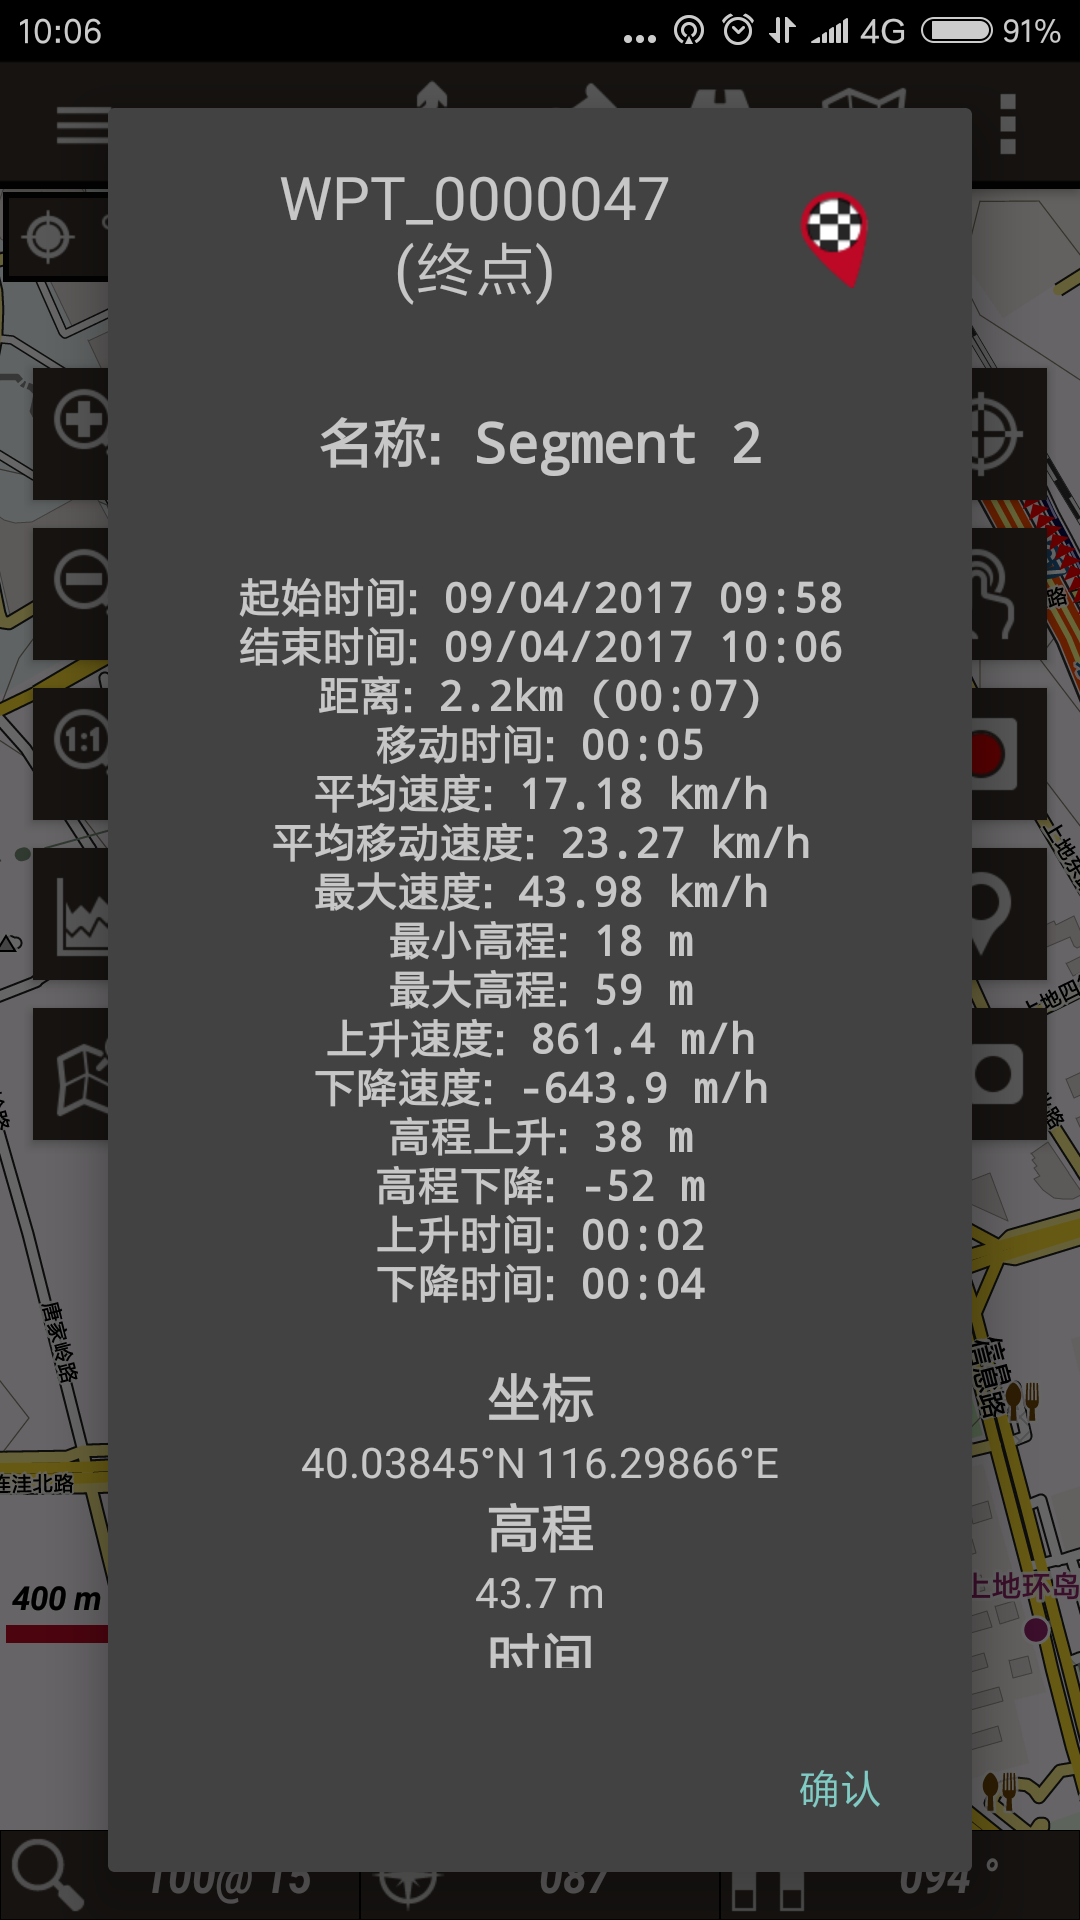 10:06
4G
91%
WPT_0000047
(终点)
名称: Segment 2
起始时间: 09/04/2017 09:58
结束时间: 09/04/2017 10:06
距离: 2.2km (00:07)
移动时间: 00:05
平均速度: 17.18 km/h
平均移动速度: 23.27 km/h
最大速度: 43.98 km/h
最小高程: 18 m
最大高程: 59 m
上升速度: 861.4 m/h
下降速度: -643.9 m/h
高程上升: 38 m
高程下降: -52 m
上升时间: 00:02
下降时间: 00:04
坐标
40.03845°N 116.29866°E
高程
43.7 m
时间
确认
1:1
路
上地东
上地四
唐家岭路
信息路
连洼北路
400 m
上地环岛
100@ 15
087
094 °